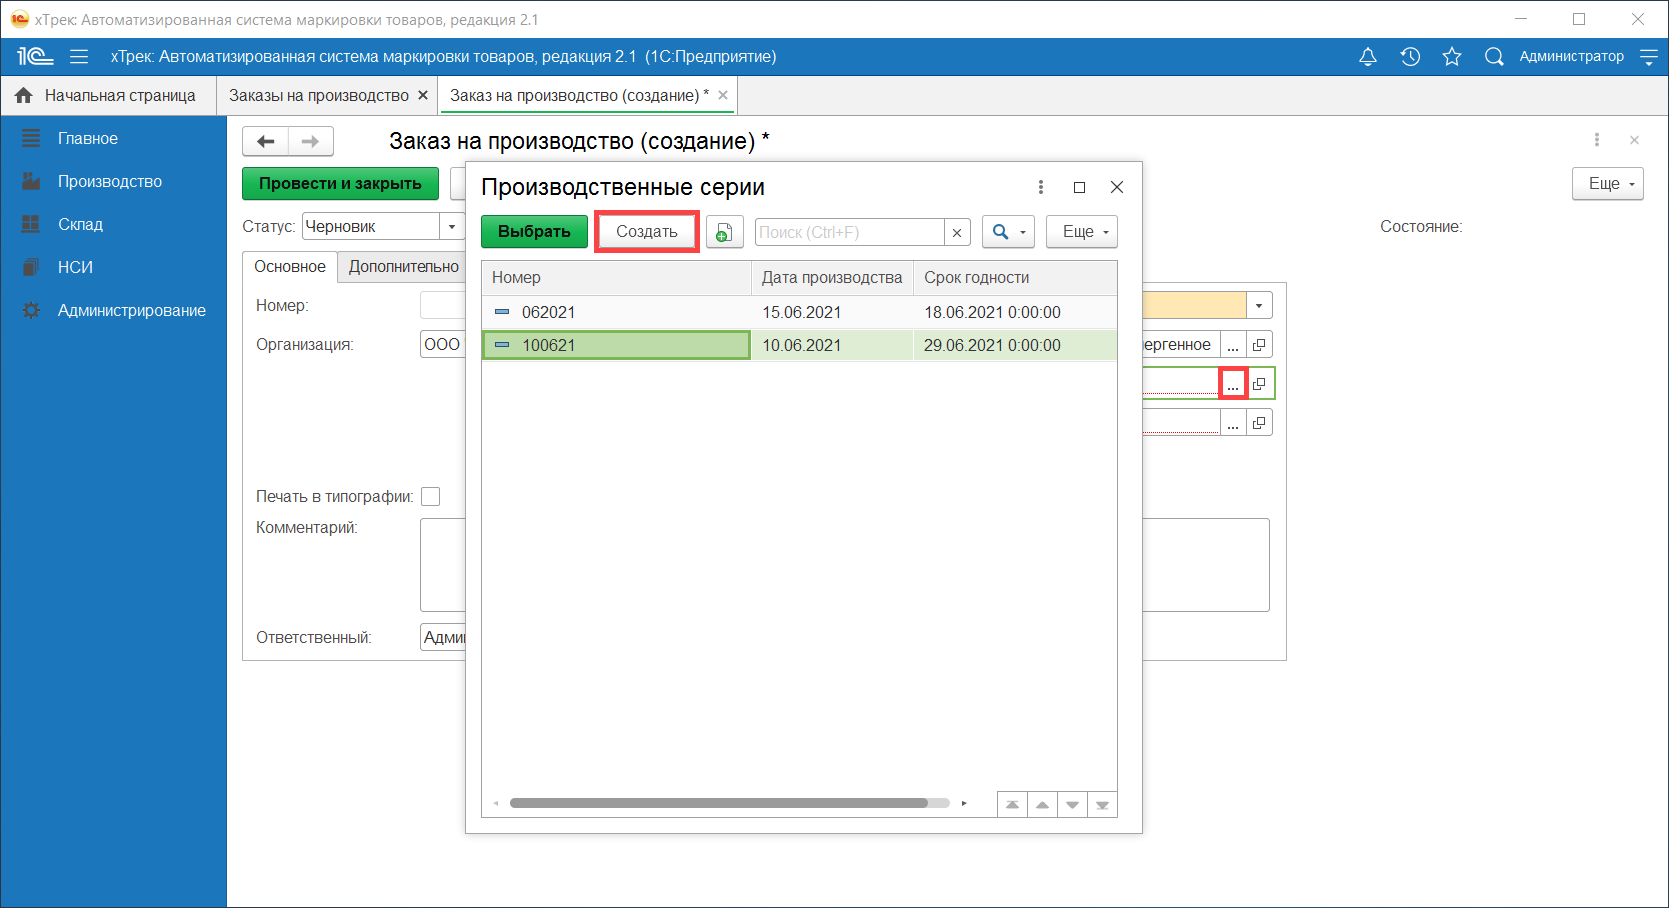 хТрек: Автоматизированная система маркировки товаров, редакция 2.1
хТрек: Автоматизированная система маркировки товаров, редакция 2.1 (1С:Предприятие)
Администратор
Начальная страница
Заказы на производство
Заказ на производство (создание) *
Главное
Производство
Склад
НСИ
Администрирование
Заказ на производство (создание) *
Провести и закрыть
Еще
Статус:
Черновик
Состояние:
Основное
Дополнительно
Номер:
Организация:
ООО
Печать в типографии:
Комментарий:
Ответственный:
Производственные серии
Выбрать
Создать
Поиск (Ctrl+F)
Еще
Номер Дата производства Срок годности
062021 15.06.2021 18.06.2021 0:00:00
100621 10.06.2021 29.06.2021 0:00:00